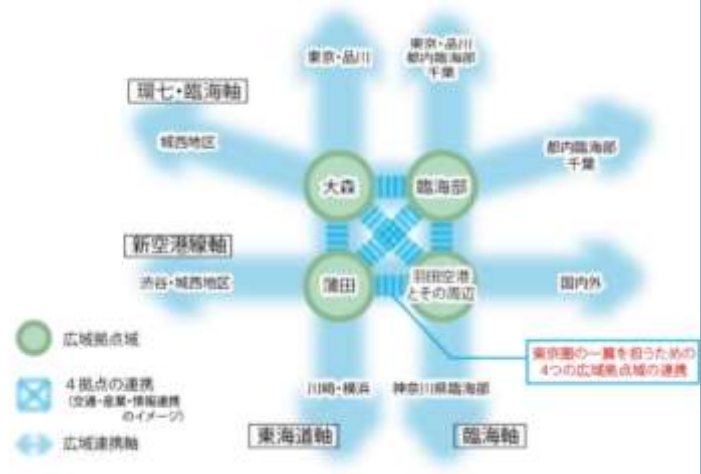 東京・品川
東京・品川
都内臨海部
千葉
環七・臨海軸
城西地区
都内臨海部
千葉
大森
臨海部
新空港線軸
渋谷・城西地区
蒲田
羽田空港
とその周辺
国内外
広域拠点域
東京圏の一翼を担うための
4つの広域拠点域の連携
4拠点の連携
（交通・産業・情報連携
のイメージ）
川崎・横浜
神奈川県臨海部
広域連携軸
東海道軸
臨海軸